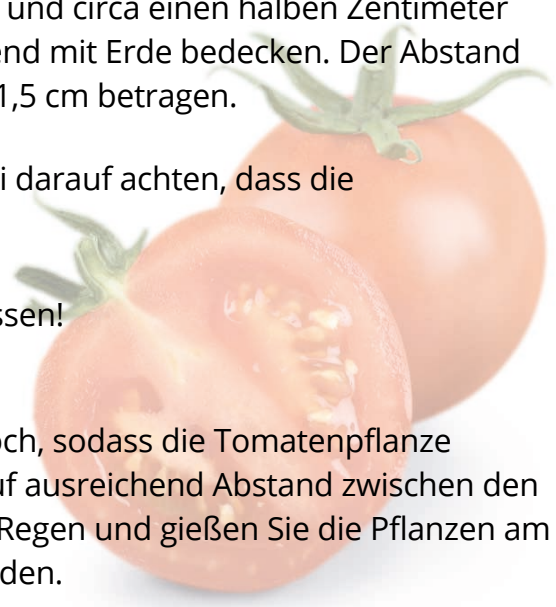 und circa einen halben Zentimeter
end mit Erde bedecken. Der Abstand
1,5 cm betragen.
i darauf achten, dass die
ssen!
och, sodass die Tomatenpflanze
uf ausreichend Abstand zwischen den
Regen und gießen Sie die Pflanzen am
den.